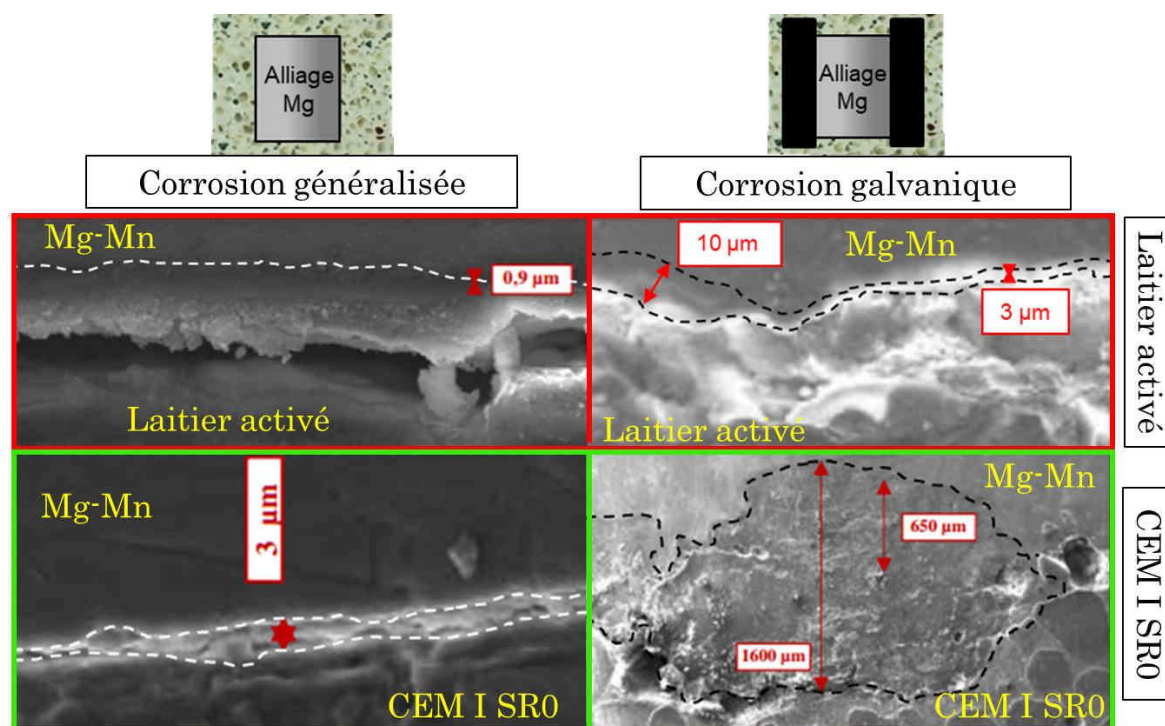 Alliage
Mg
Alliage
Mg
Corrosion généralisée
Corrosion galvanique
Mg-Mn
0,9 µm
Laitier activé
10 µm
Mg-Mn
3 µm
Laitier activé
Laitier activé
Mg-Mn
3 µm
CEM I SR0
Mg-Mn
650 µm
1600 µm
CEM I SR0
CEM I SR0